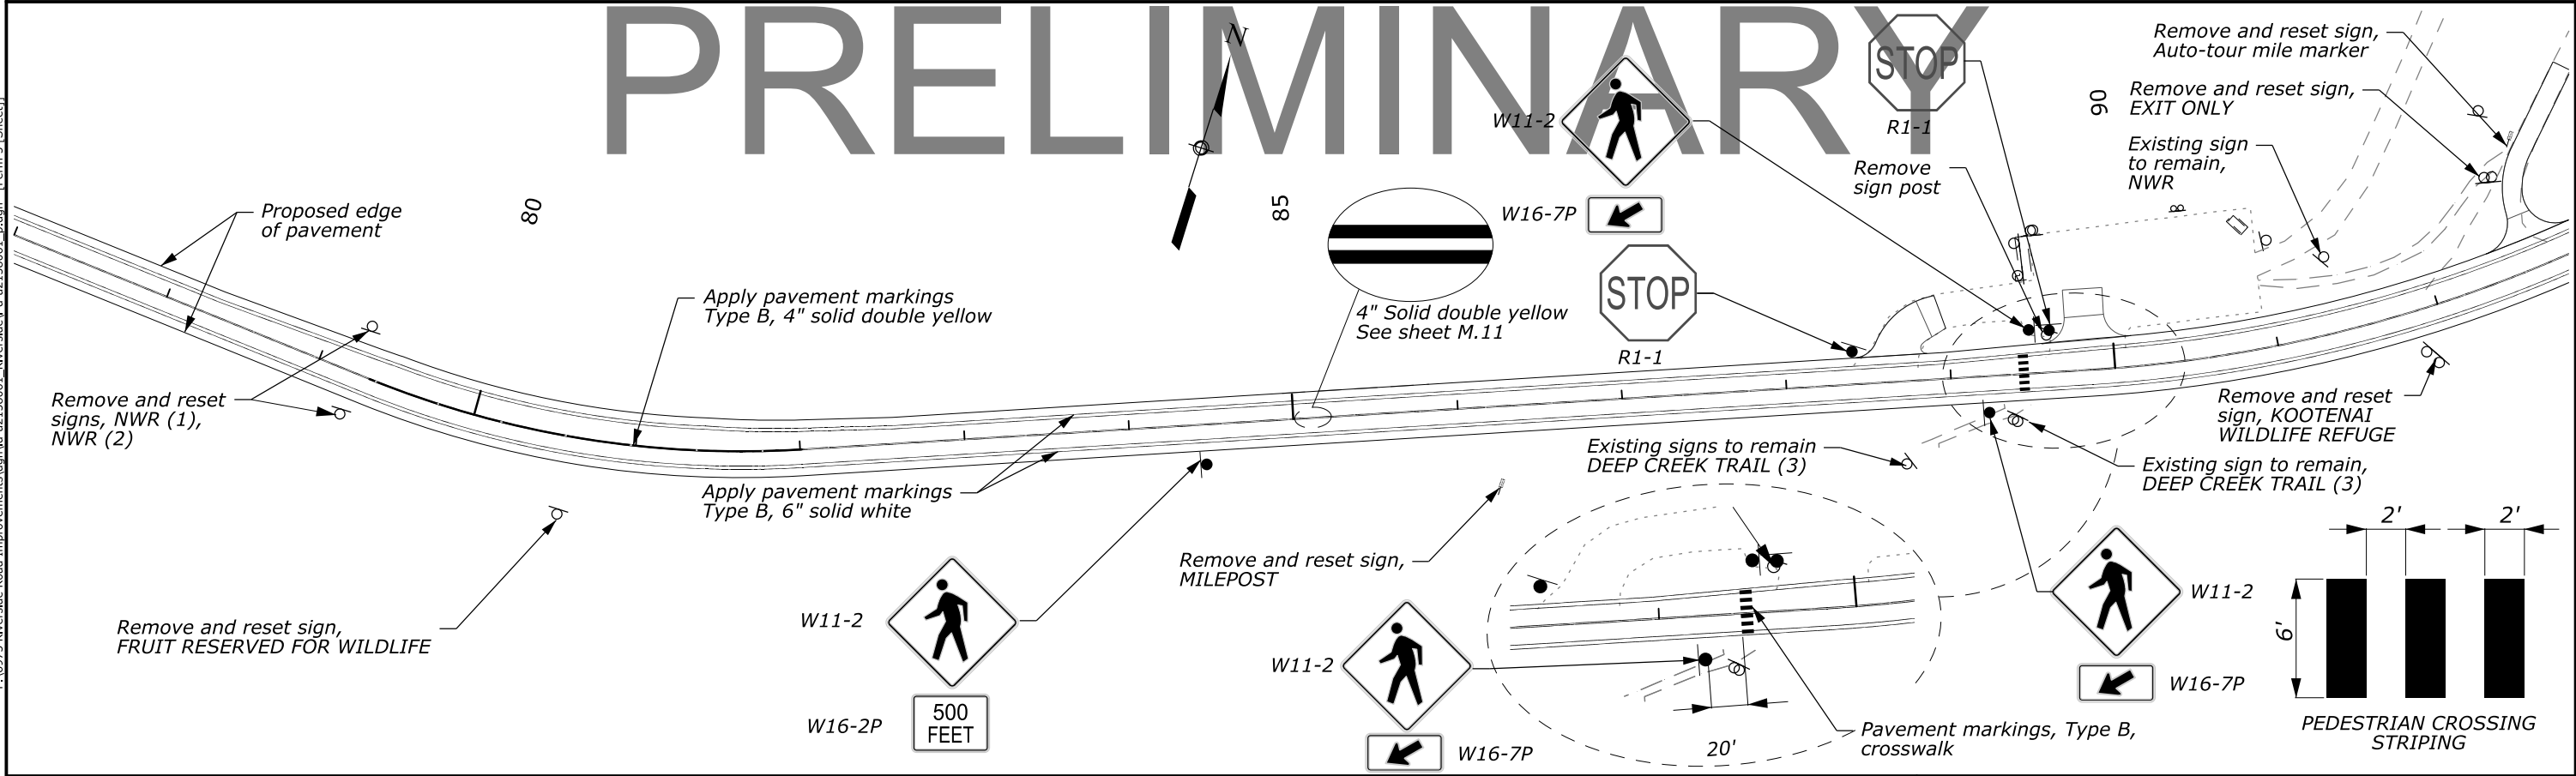 PRELIMINARY
N
Proposed edge
of pavement
80
85
90
Apply pavement markings
Type B, 4" solid double yellow
4" Solid double yellow
See sheet M.11
W11-2
W16-7P
STOP
R1-1
STOP
R1-1
Remove
sign post
Remove and reset sign,
Auto-tour mile marker
Remove and reset sign,
EXIT ONLY
Existing sign
to remain,
NWR
Remove and reset
signs, NWR (1),
NWR (2)
Apply pavement markings
Type B, 6" solid white
Existing signs to remain
DEEP CREEK TRAIL (3)
Remove and reset
sign, KOOTENAI
WILDLIFE REFUGE
Existing sign to remain,
DEEP CREEK TRAIL (3)
Remove and reset sign,
FRUIT RESERVED FOR WILDLIFE
W11-2
W16-2P
500
FEET
Remove and reset sign,
MILEPOST
W11-2
W16-7P
20'
Pavement markings, Type B,
crosswalk
W11-2
W16-7P
2'
2'
6'
PEDESTRIAN CROSSING
STRIPING